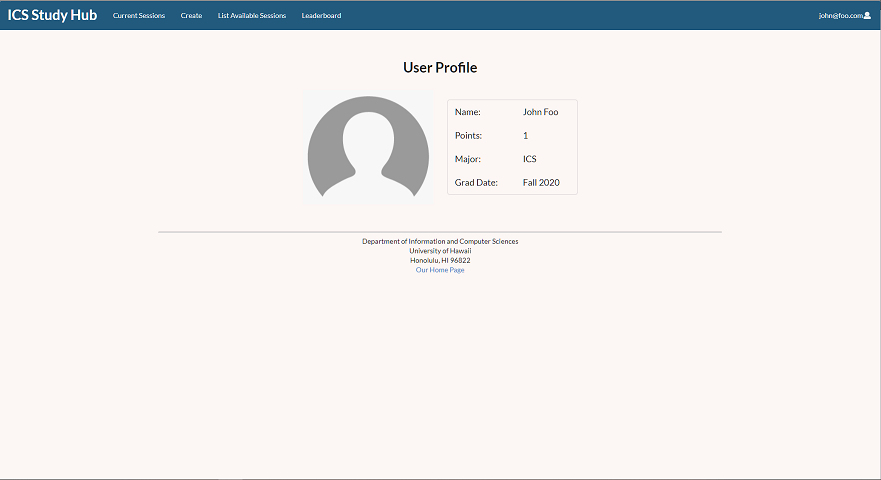 ICS Study Hub Current Sessions Create List Available Sessions Leaderboard john@foo.com
User Profile
Name: John Foo
Points: 1
Major: ICS
Grad Date: Fall 2020
Department of Information and Computer Sciences
University of Hawaii
Honolulu, HI 96822
Our Home Page